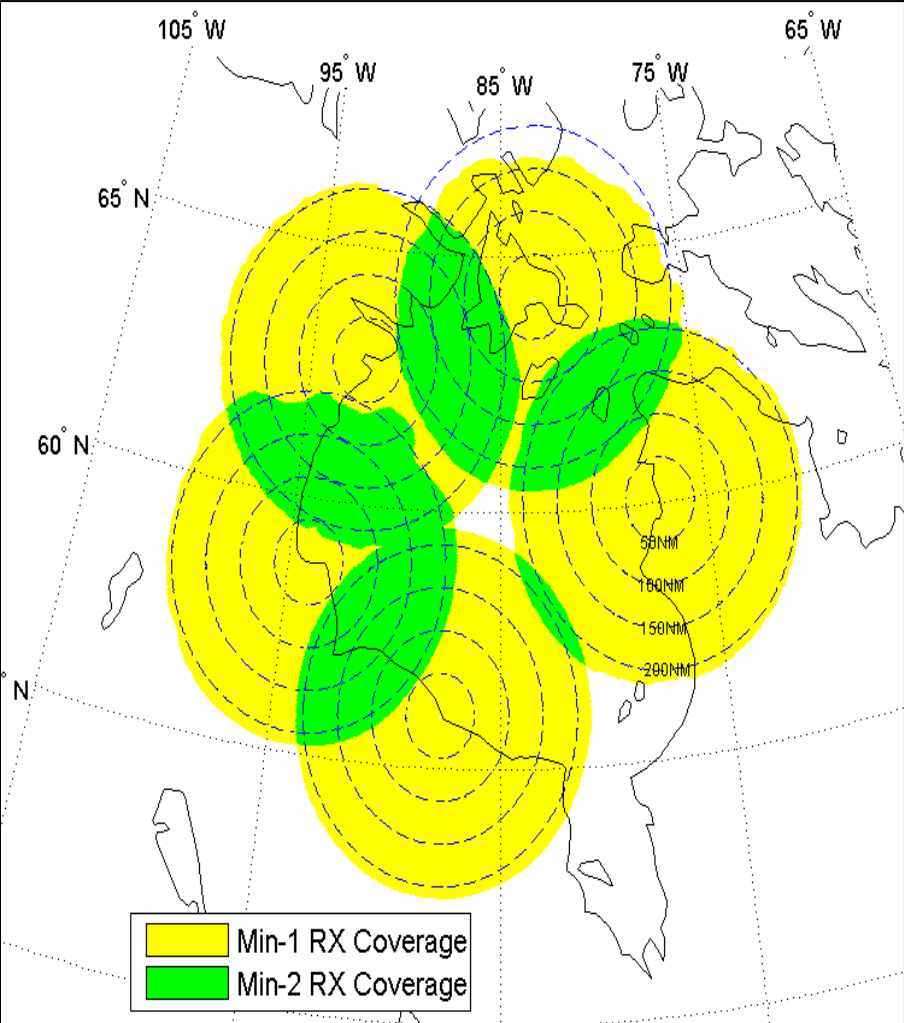 105° W
65° W
95° W
75° W
85° W
65° N
60° N
50NM
100NM
150NM
200NM
° N
Min-1 RX Coverage
Min-2 RX Coverage